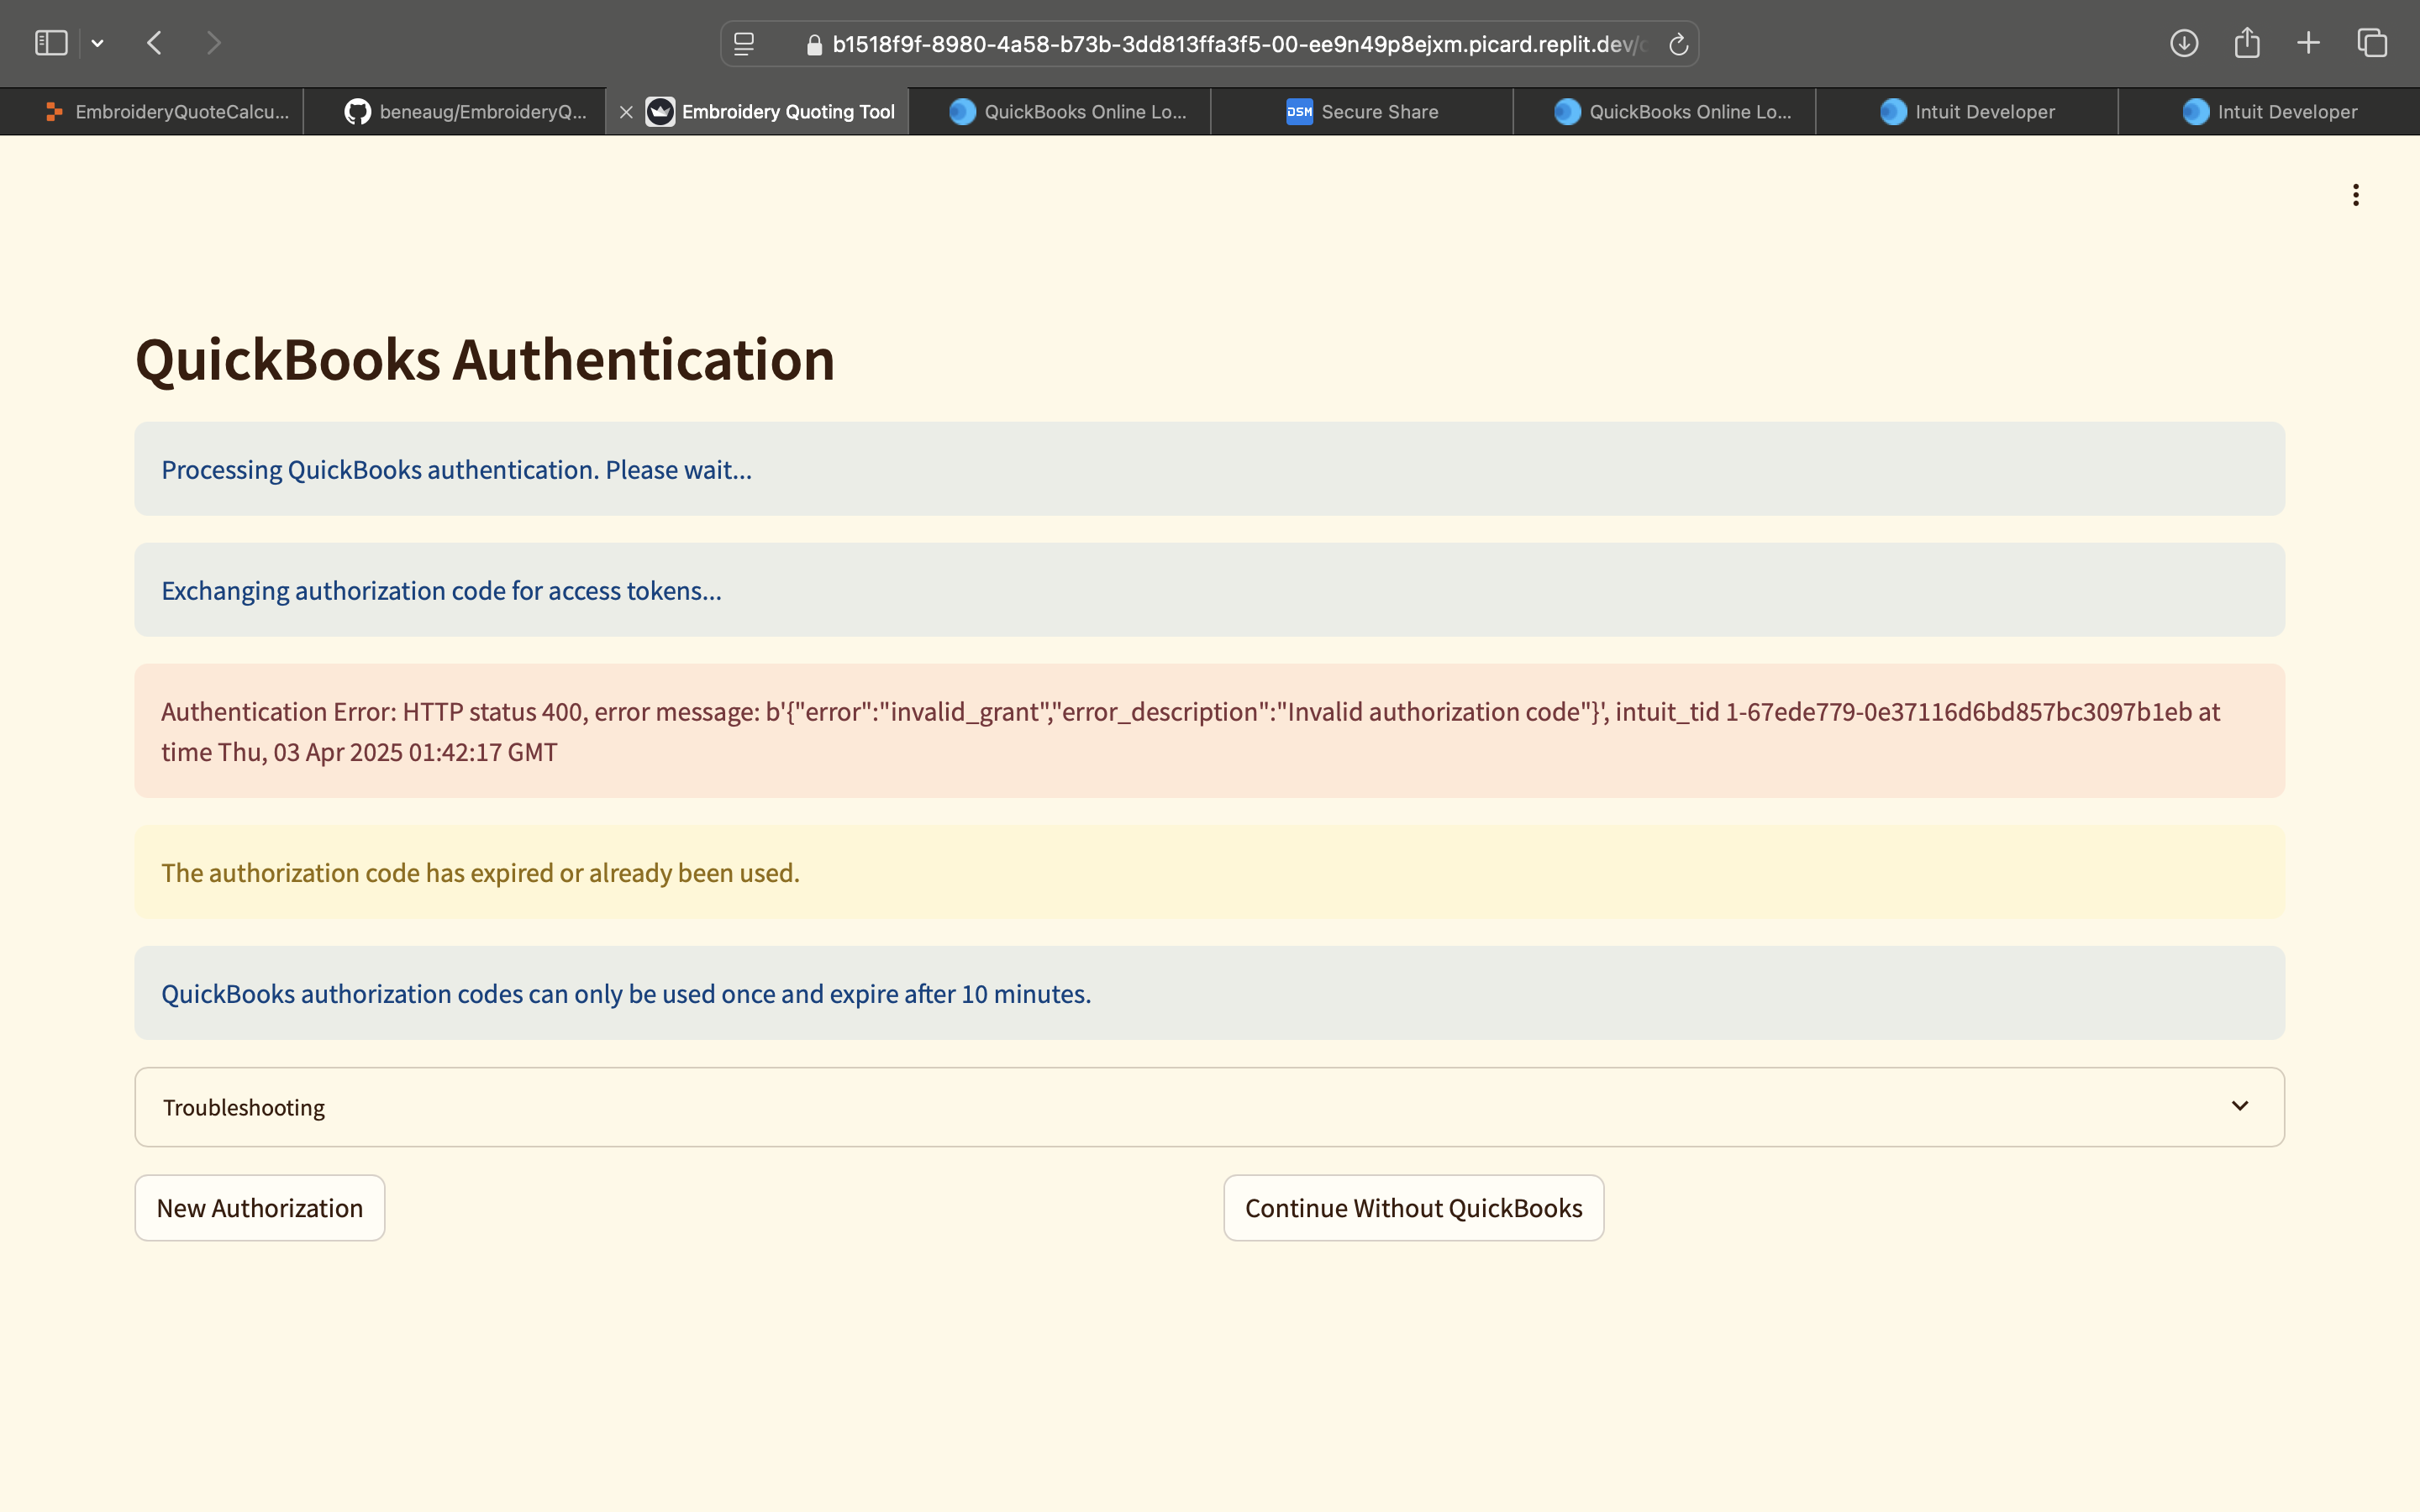 b1518f9f-8980-4a58-b73b-3dd813ffa3f5-00-ee9n49p8ejxm.picard.replit.dev/
EmbroideryQuoteCalcu...
beneaug/EmbroideryQ...
Embroidery Quoting Tool
QuickBooks Online Lo...
DSM Secure Share
QuickBooks Online Lo...
Intuit Developer
Intuit Developer
QuickBooks Authentication
Processing QuickBooks authentication. Please wait...
Exchanging authorization code for access tokens...
Authentication Error: HTTP status 400, error message: b'{"error":"invalid_grant","error_description":"Invalid authorization code"}', intuit_tid 1-67ede779-0e37116d6bd857bc3097b1eb at
time Thu, 03 Apr 2025 01:42:17 GMT
The authorization code has expired or already been used.
QuickBooks authorization codes can only be used once and expire after 10 minutes.
Troubleshooting
New Authorization
Continue Without QuickBooks